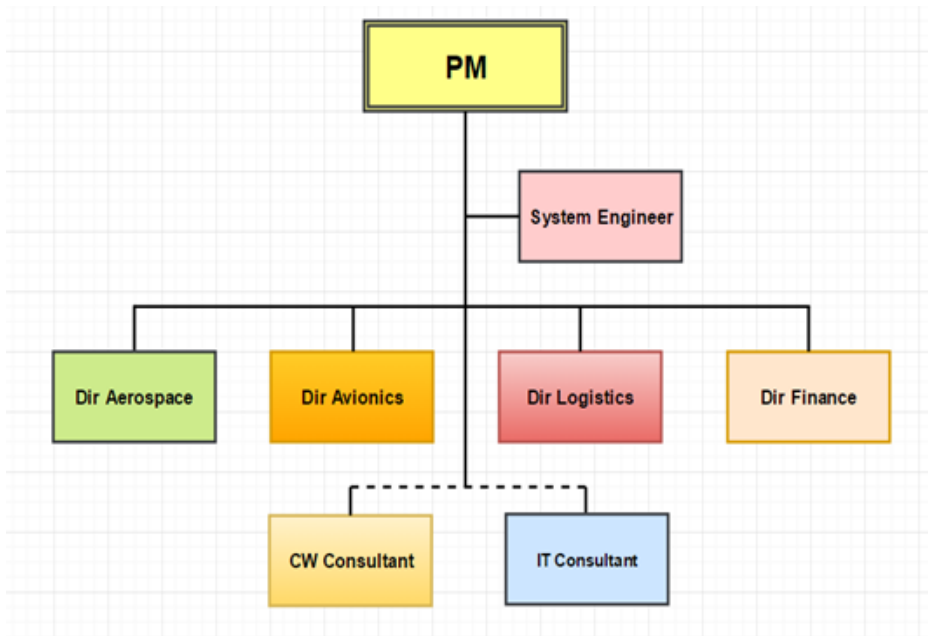 PM
System Engineer
Dir Aerospace
Dir Avionics
Dir Logistics
Dir Finance
CW Consultant
IT Consultant